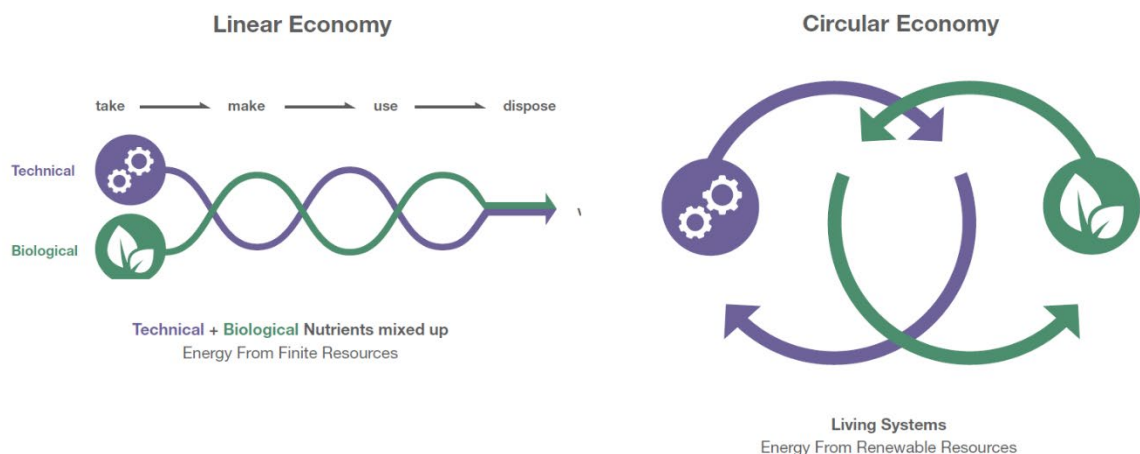 Linear Economy
take
make
use
dispose
Technical
Biological
Technical + Biological Nutrients mixed up
Energy From Finite Resources
Circular Economy
Living Systems
Energy From Renewable Resources